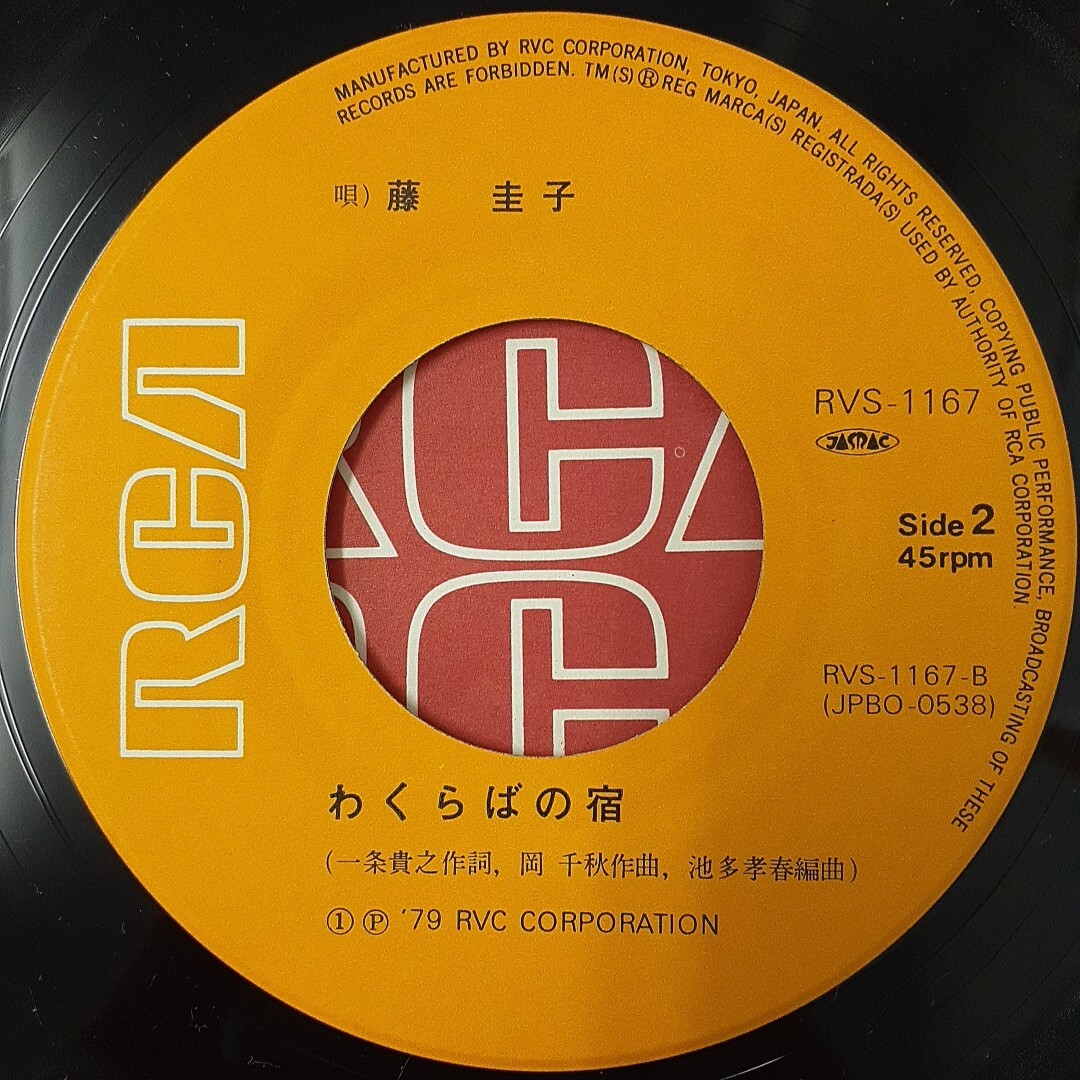 MANUFACTURED BY RVC CORPORATION, TOKYO, JAPAN. ALL RIGHTS RESERVED, COPYING PUBLIC PERFORMANCE, BROADCASTING OF THESE
RECORDS ARE FORBIDDEN. TM(S)®REG MARCA(S) REGISTRADA(S) USED BY AUTHORITY OF RCA CORPORATION.
唄) 藤 圭子
RCA
RVS-1167
JASRAC
Side 2
45rpm
RVS-1167-B
(JPBO-0538)
わくらばの宿
(一条貴之作詞, 岡 千秋作曲, 池多孝春編曲)
① Ⓟ '79 RVC CORPORATION